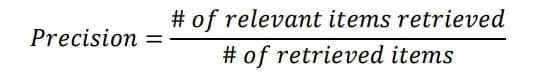 Precision = # of relevant items retrieved
# of retrieved items